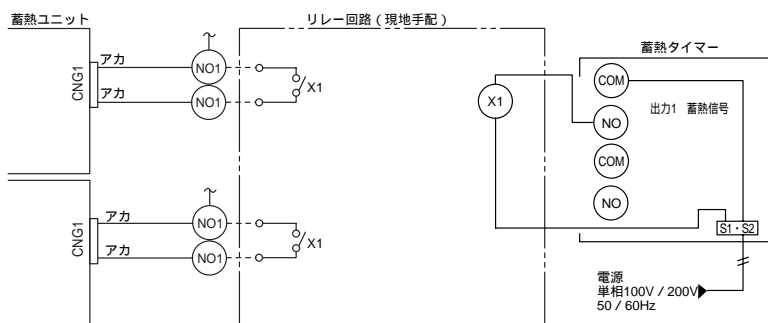 蓄熱ユニット
リレー回路(現地手配)
蓄熱タイマー
CNG1
アカ
NO1
アカ
NO1
X1
X1
COM
NO
出力1 蓄熱信号
COM
NO
CNG1
アカ
NO1
アカ
NO1
X1
S1・S2
電源
単相100V / 200V
50 / 60Hz